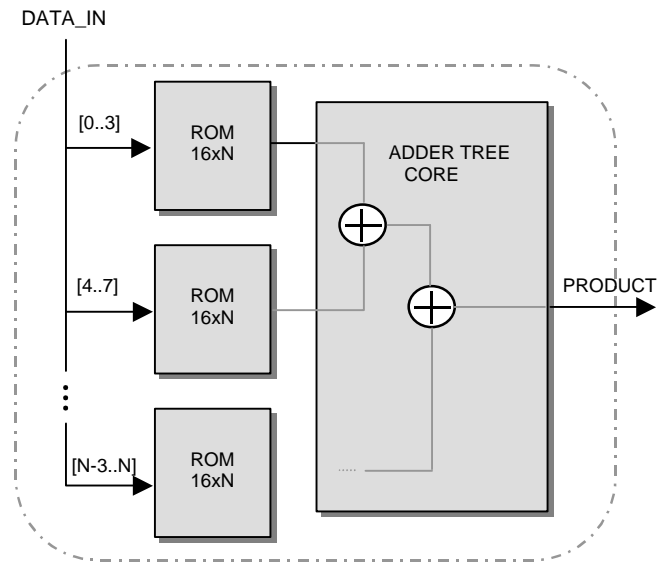 DATA_IN
[0..3]
ROM
16xN
ADDER TREE
CORE
[4..7]
ROM
16xN
PRODUCT
...
[N-3..N]
ROM
16xN
.....